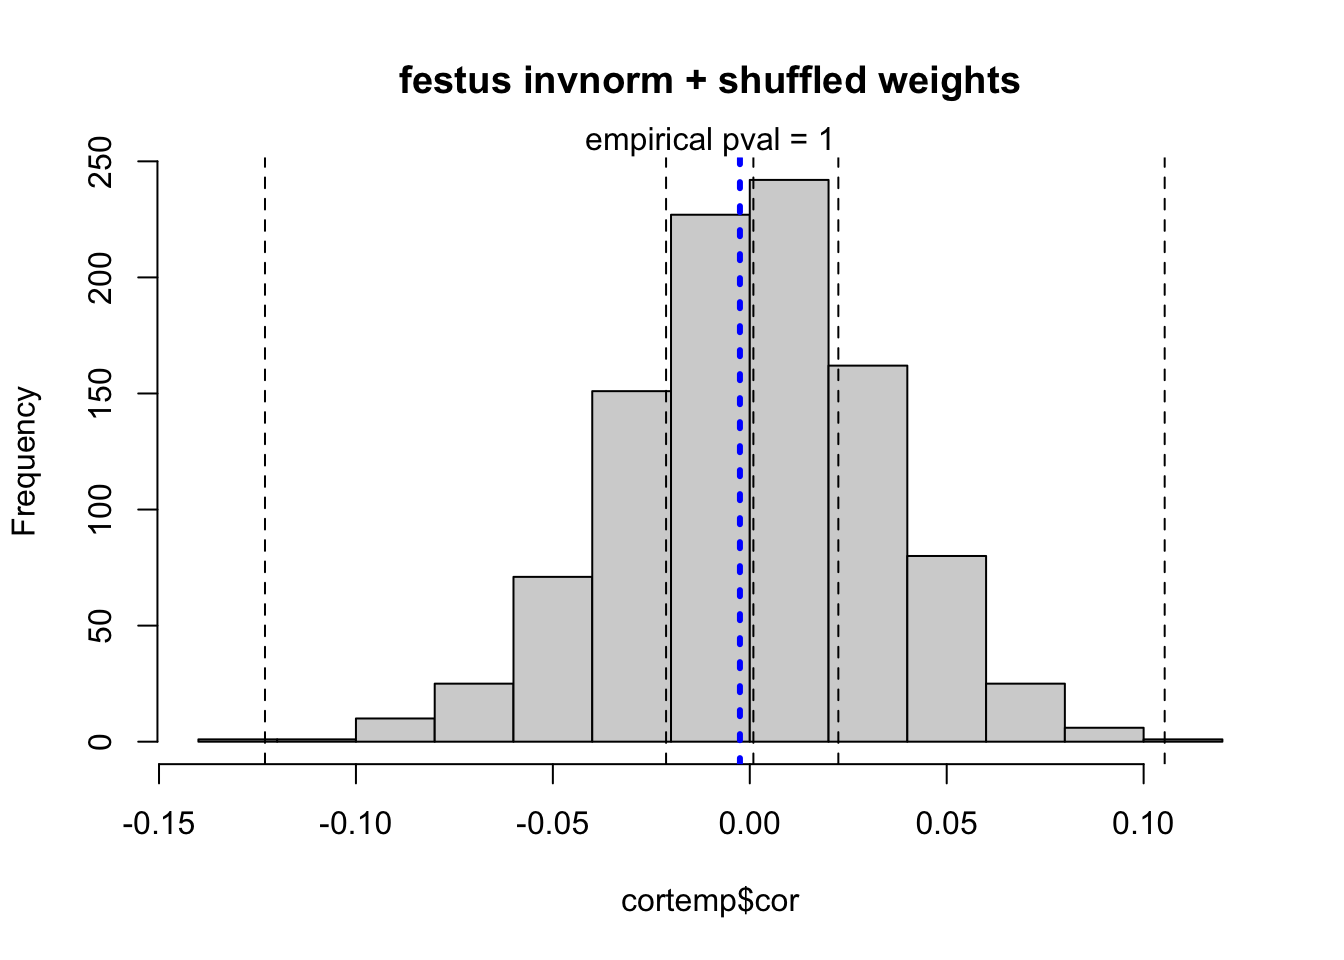 festus invnorm + shuffled weights
empirical pval = 1
250
200
150
100
50
0
Frequency
-0.15 -0.10 -0.05 0.00 0.05 0.10
cortemp$cor